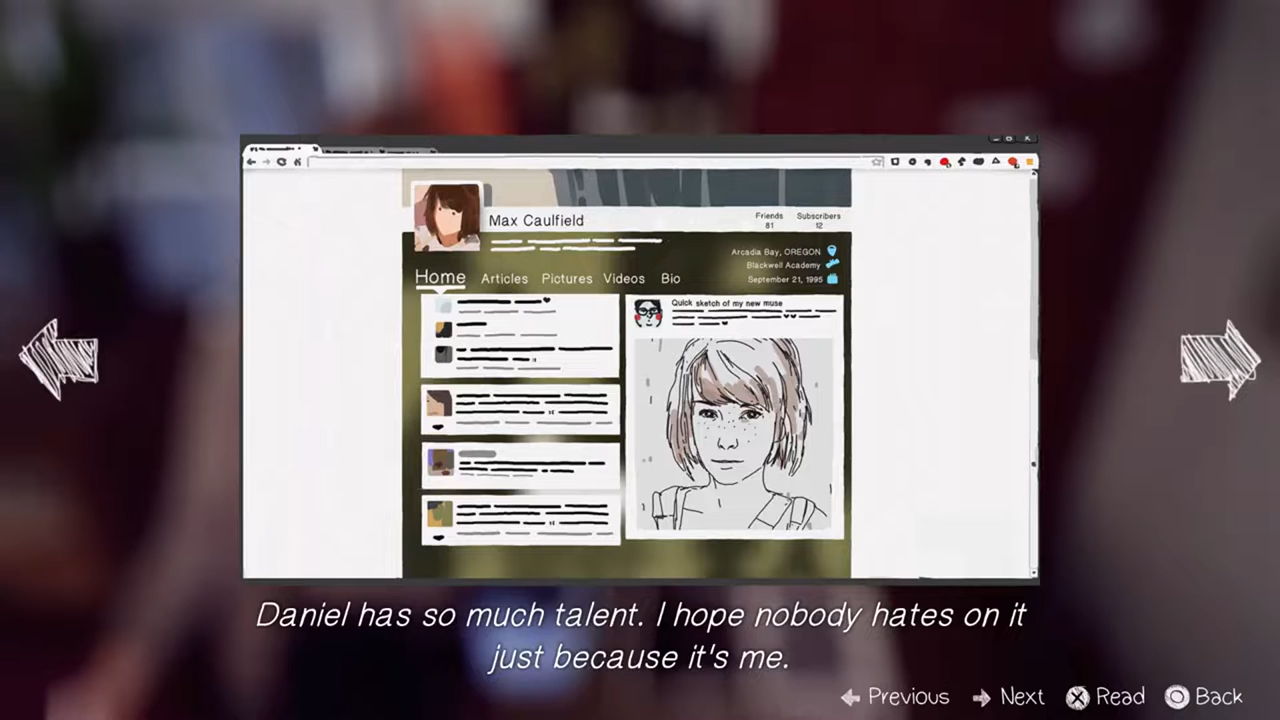 Max Caulfield
Friends
81
Subscribers
12
Arcadia Bay, OREGON
Blackwell Academy
September 21, 1995
Home Articles Pictures Videos Bio
Quick sketch of my new muse
Daniel has so much talent. I hope nobody hates on it
just because it's me.
Previous Next Read Back